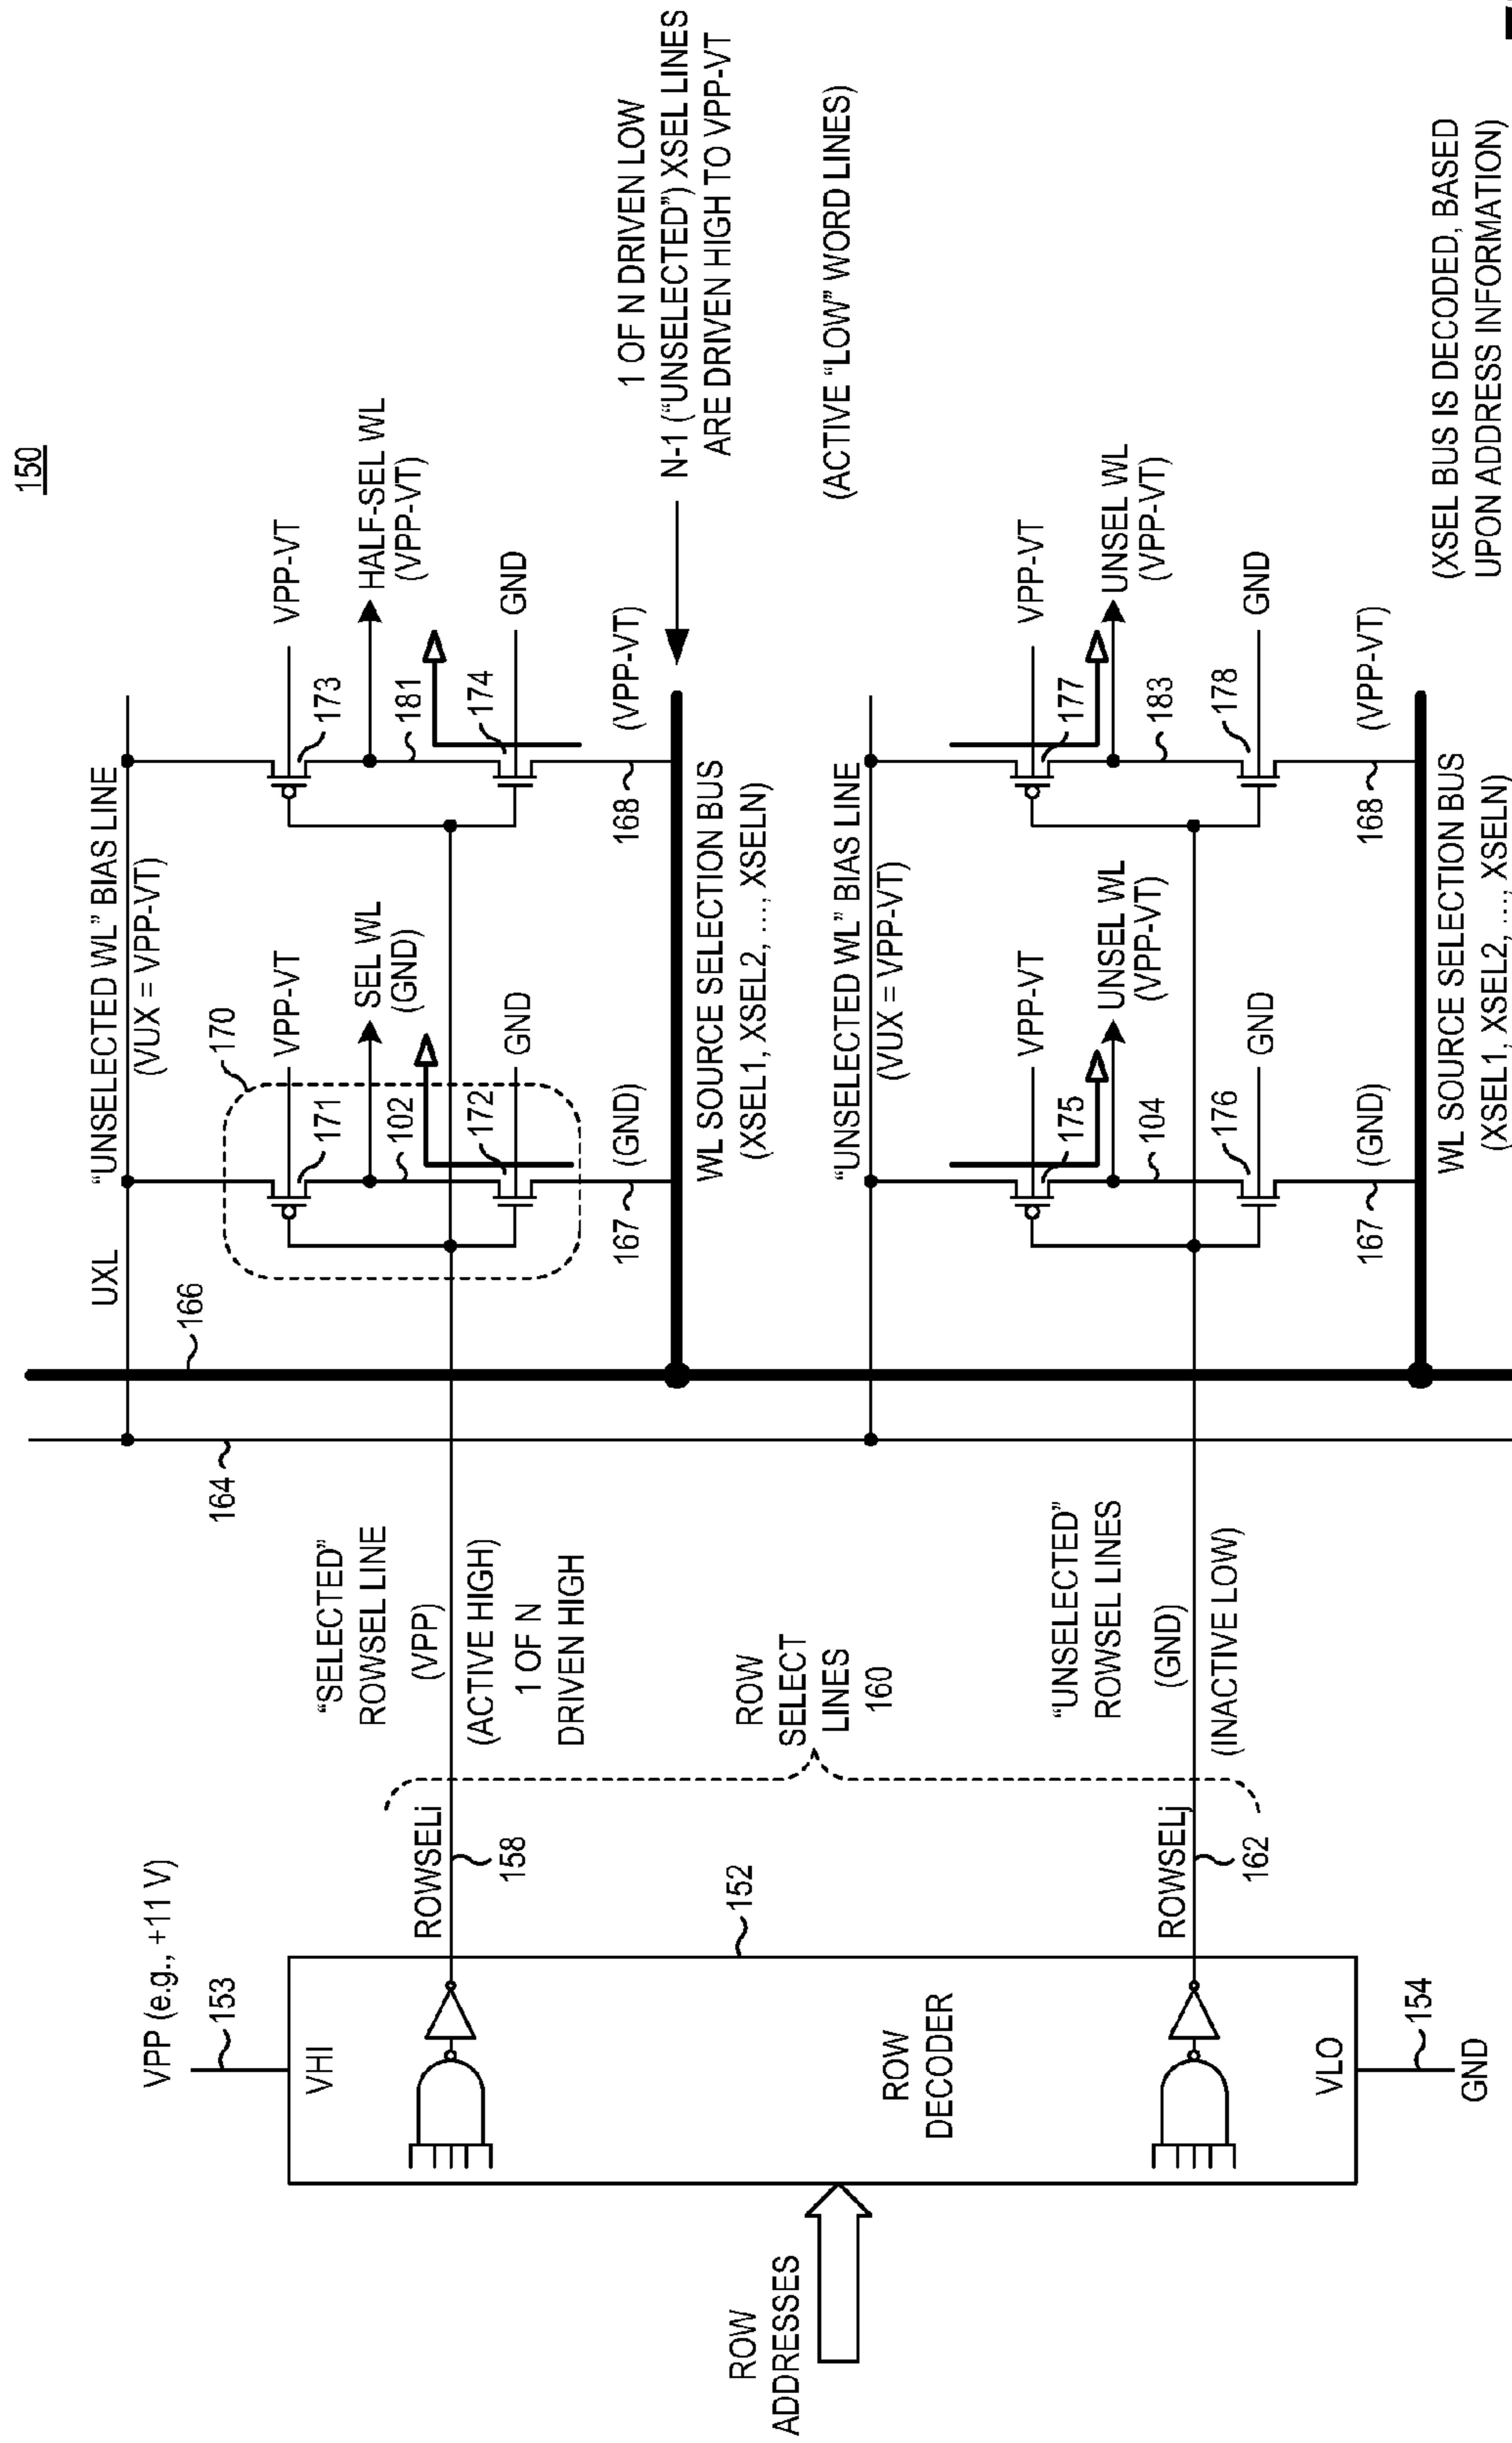 150
VPP (e.g., +11 V)
153
VHI
ROW
ADDRESSES
ROW
DECODER
152
VLO
154
GND
ROWSELi
158
"SELECTED"
ROWSEL LINE
(VPP)
(ACTIVE HIGH)
1 OF N
DRIVEN HIGH
ROW
SELECT
LINES
160
ROWSELj
162
"UNSELECTED"
ROWSEL LINES
(GND)
(INACTIVE LOW)
164
166
UXL
"UNSELECTED WL" BIAS LINE
(VUX = VPP-VT)
170
VPP-VT
171
SEL WL
(GND)
102
172
GND
167
(GND)
VPP-VT
173
HALF-SEL WL
(VPP-VT)
181
174
GND
168
(VPP-VT)
WL SOURCE SELECTION BUS
(XSEL1, XSEL2, ..., XSELN)
1 OF N DRIVEN LOW
N-1 ("UNSELECTED") XSEL LINES
ARE DRIVEN HIGH TO VPP-VT
(ACTIVE "LOW" WORD LINES)
"UNSELECTED WL" BIAS LINE
(VUX = VPP-VT)
VPP-VT
175
UNSEL WL
(VPP-VT)
104
176
GND
167
(GND)
VPP-VT
177
UNSEL WL
(VPP-VT)
183
178
GND
168
(VPP-VT)
WL SOURCE SELECTION BUS
(XSEL1, XSEL2, ..., XSELN)
(XSEL BUS IS DECODED, BASED
UPON ADDRESS INFORMATION)